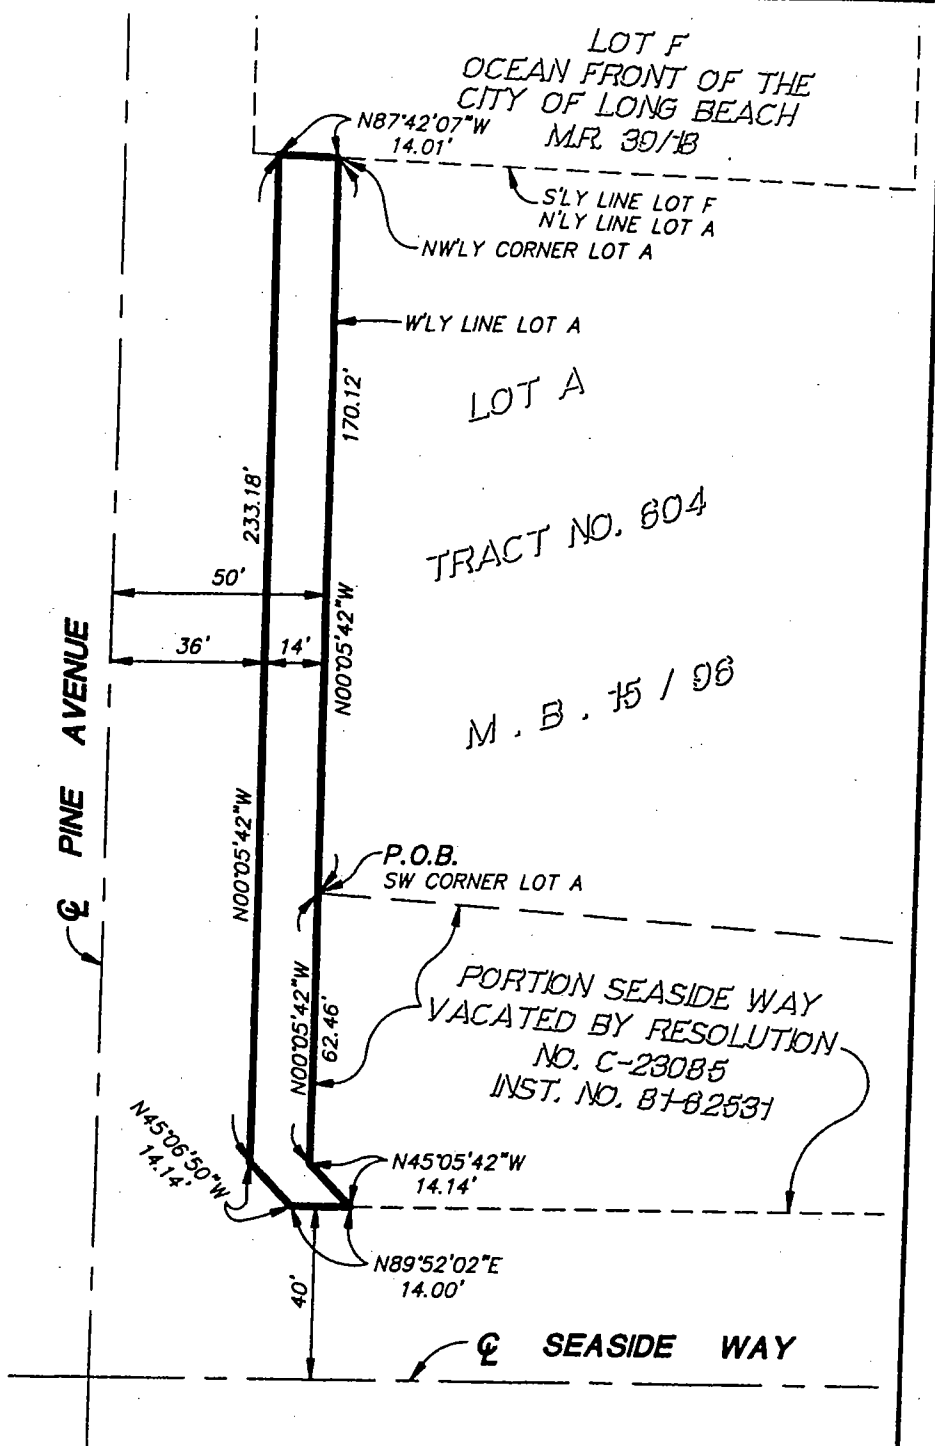 LOT F
OCEAN FRONT OF THE
CITY OF LONG BEACH
M.R. 39/18
N87°42'07"W
14.01'
S'LY LINE LOT F
N'LY LINE LOT A
NW'LY CORNER LOT A
W'LY LINE LOT A
LOT A
170.12'
233.18'
TRACT NO. 604
50'
36'
14'
N00°05'42"W
PINE AVENUE
M . B . 15 / 96
N00°05'42"W
P.O.B.
SW CORNER LOT A
℄
N00°05'42"W
62.46'
PORTION SEASIDE WAY
VACATED BY RESOLUTION
NO. C-23085
INST. NO. 81-62531
N45°06'50"W
14.14'
N45°05'42"W
14.14'
N89°52'02"E
14.00'
40'
℄ SEASIDE WAY